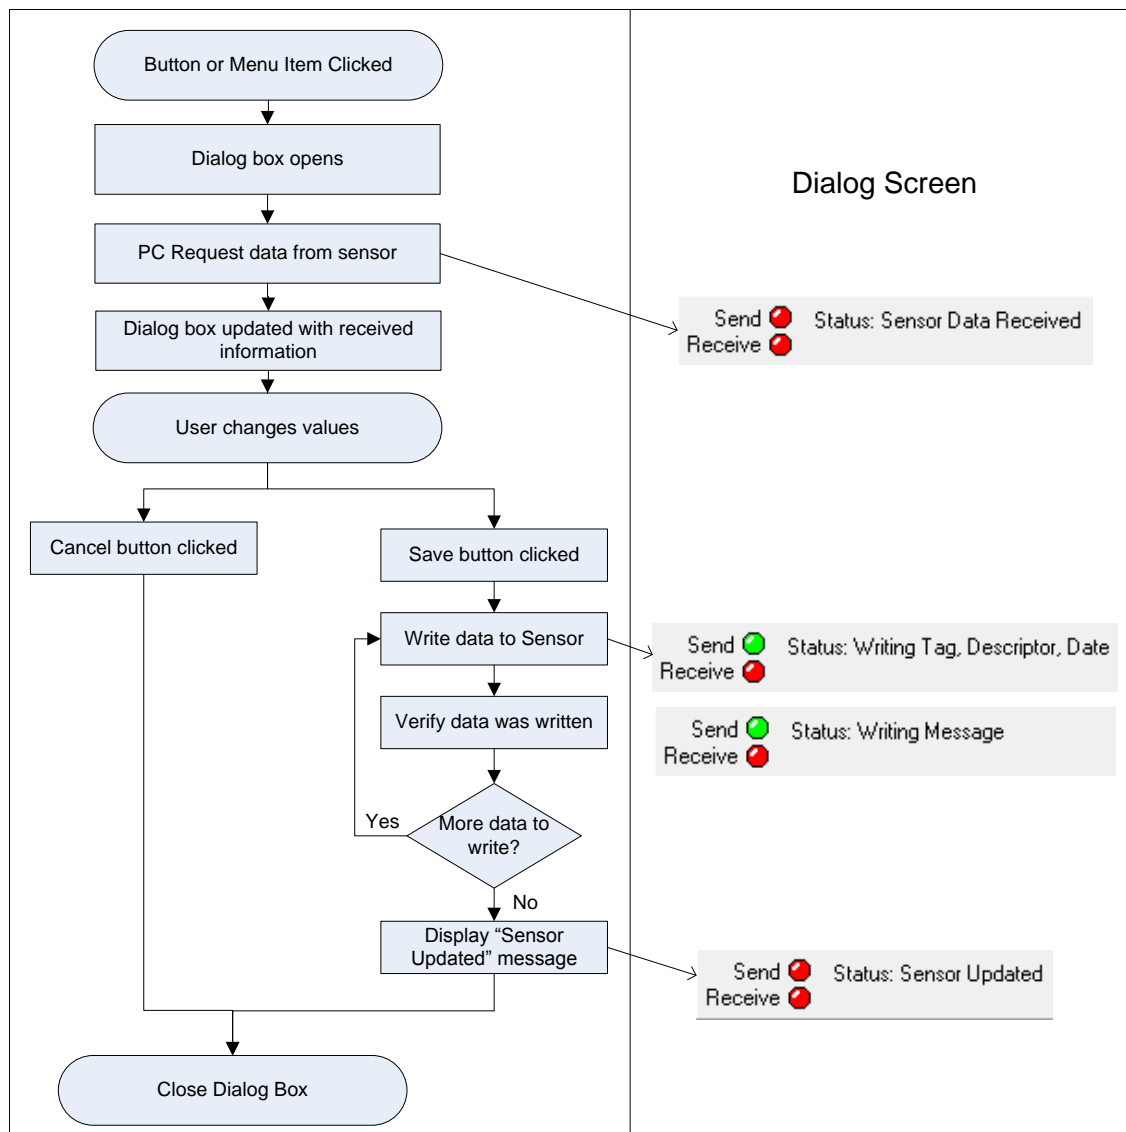 Button or Menu Item Clicked
Dialog box opens
Dialog Screen
PC Request data from sensor
Send
Status: Sensor Data Received
Receive
Dialog box updated with received
information
User changes values
Cancel button clicked
Save button clicked
Write data to Sensor
Send
Status: Writing Tag, Descriptor, Date
Receive
Verify data was written
Send
Status: Writing Message
Receive
Yes
More data to
write?
No
Display “Sensor
Updated” message
Send
Status: Sensor Updated
Receive
Close Dialog Box